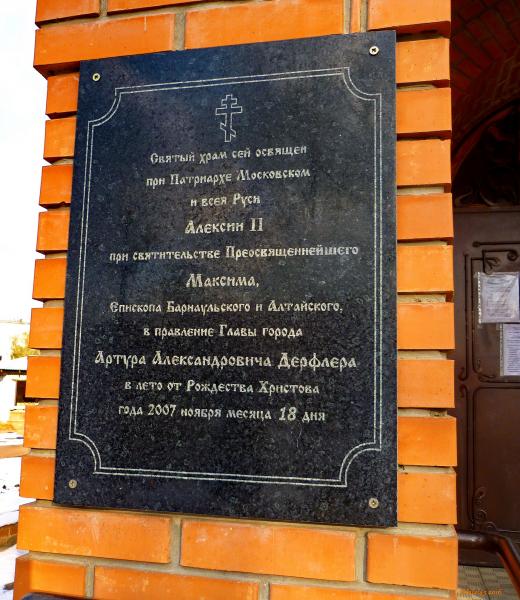 Святый храм сей освящен
при Патриархе Московском
и всея Руси
Алексии II
при святительстве Преосвященнейшего
Максима,
Епископа Барнаульского и Алтайского,
в правление Главы города
Артура Александровича Дерфлера
в лето от Рождества Христова
года 2007 ноября месяца 18 дня